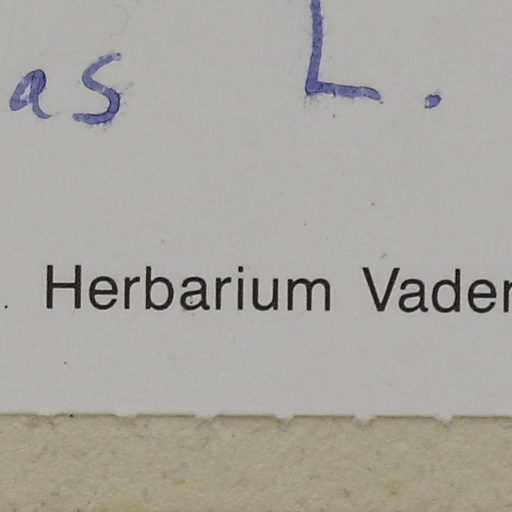 as L.
. Herbarium Vader